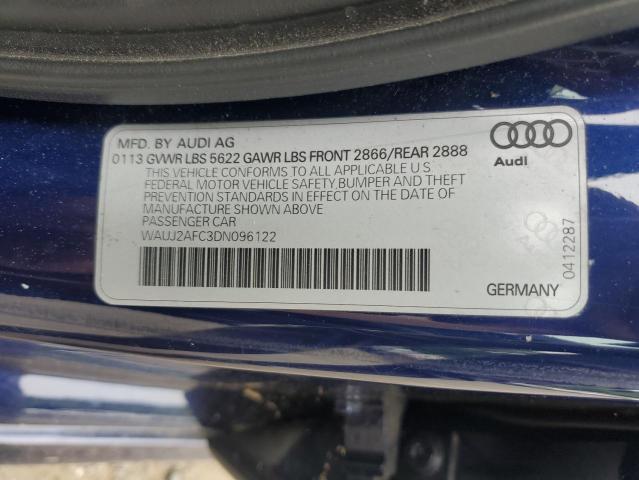 MFD. BY AUDI AG
0113 GVWR LBS 5622 GAWR LBS FRONT 2866/REAR 2888
THIS VEHICLE CONFORMS TO ALL APPLICABLE U S
FEDERAL MOTOR VEHICLE SAFETY BUMPER AND THEFT
PREVENTION STANDARDS IN EFFECT ON THE DATE OF
MANUFACTURE SHOWN ABOVE
PASSENGER CAR
WAUJ2AFC3DN096122
Audi
0412287
GERMANY